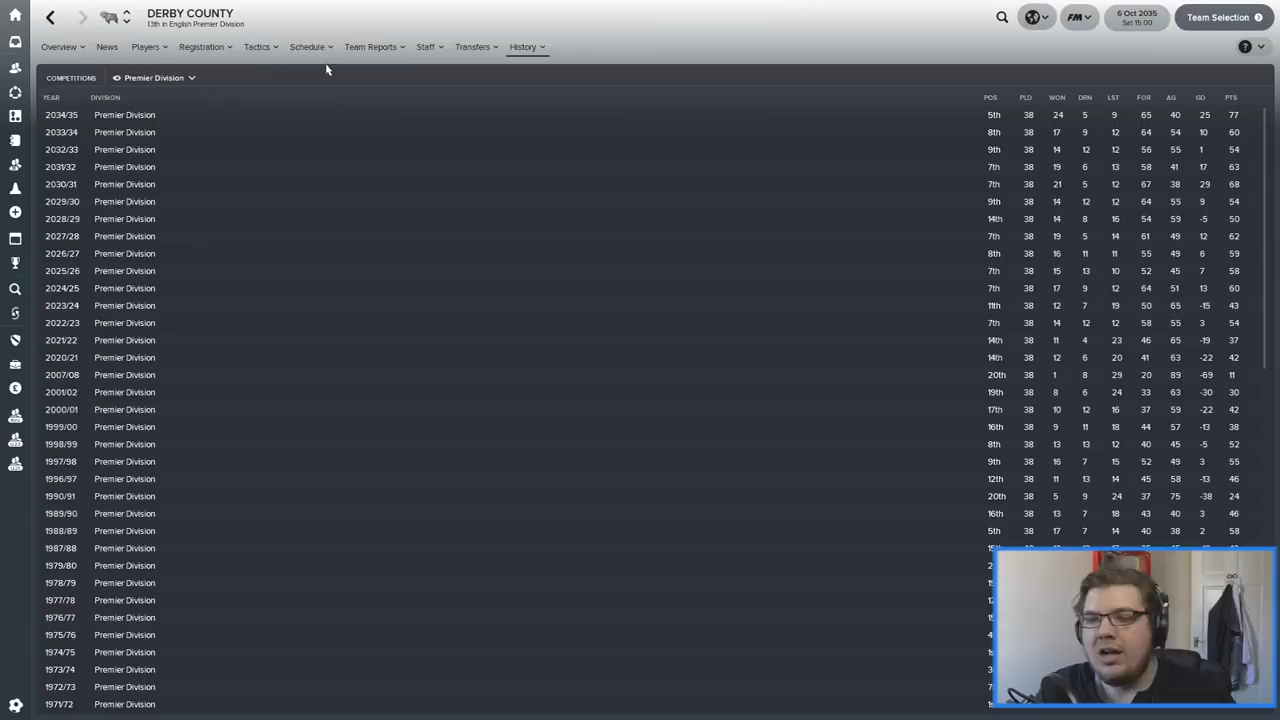 DERBY COUNTY
13th in English Premier Division
FM
6 Oct 2035
Sat 15:00
Team Selection
Overview News Players Registration Tactics Schedule Team Reports Staff Transfers History
?
COMPETITIONS Premier Division
YEAR DIVISION POS PLD WON DRN LST FOR AG GD PTS
2034/35 Premier Division 5th 38 24 5 9 65 40 25 77
2033/34 Premier Division 8th 38 17 9 12 64 54 10 60
2032/33 Premier Division 9th 38 14 12 12 56 55 1 54
2031/32 Premier Division 7th 38 19 6 13 58 41 17 63
2030/31 Premier Division 7th 38 21 5 12 67 38 29 68
2029/30 Premier Division 9th 38 14 12 12 64 55 9 54
2028/29 Premier Division 14th 38 14 8 16 54 59 -5 50
2027/28 Premier Division 7th 38 19 5 14 61 49 12 62
2026/27 Premier Division 8th 38 16 11 11 55 49 6 59
2025/26 Premier Division 7th 38 15 13 10 52 45 7 58
2024/25 Premier Division 7th 38 17 9 12 64 51 13 60
2023/24 Premier Division 11th 38 12 7 19 50 65 -15 43
2022/23 Premier Division 7th 38 14 12 12 58 55 3 54
2021/22 Premier Division 14th 38 11 4 23 46 65 -19 37
2020/21 Premier Division 14th 38 12 6 20 41 63 -22 42
2007/08 Premier Division 20th 38 1 8 29 20 89 -69 11
2001/02 Premier Division 19th 38 8 6 24 33 63 -30 30
2000/01 Premier Division 17th 38 10 12 16 37 59 -22 42
1999/00 Premier Division 16th 38 9 11 18 44 57 -13 38
1998/99 Premier Division 8th 38 13 13 12 40 45 -5 52
1997/98 Premier Division 9th 38 16 7 15 52 49 3 55
1996/97 Premier Division 12th 38 11 13 14 45 58 -13 46
1990/91 Premier Division 20th 38 5 9 24 37 75 -38 24
1989/90 Premier Division 16th 38 13 7 18 43 40 3 46
1988/89 Premier Division 5th 38 17 7 14 40 38 2 58
1987/88 Premier Division
1979/80 Premier Division
1978/79 Premier Division
1977/78 Premier Division
1976/77 Premier Division
1975/76 Premier Division
1974/75 Premier Division
1973/74 Premier Division
1972/73 Premier Division
1971/72 Premier Division